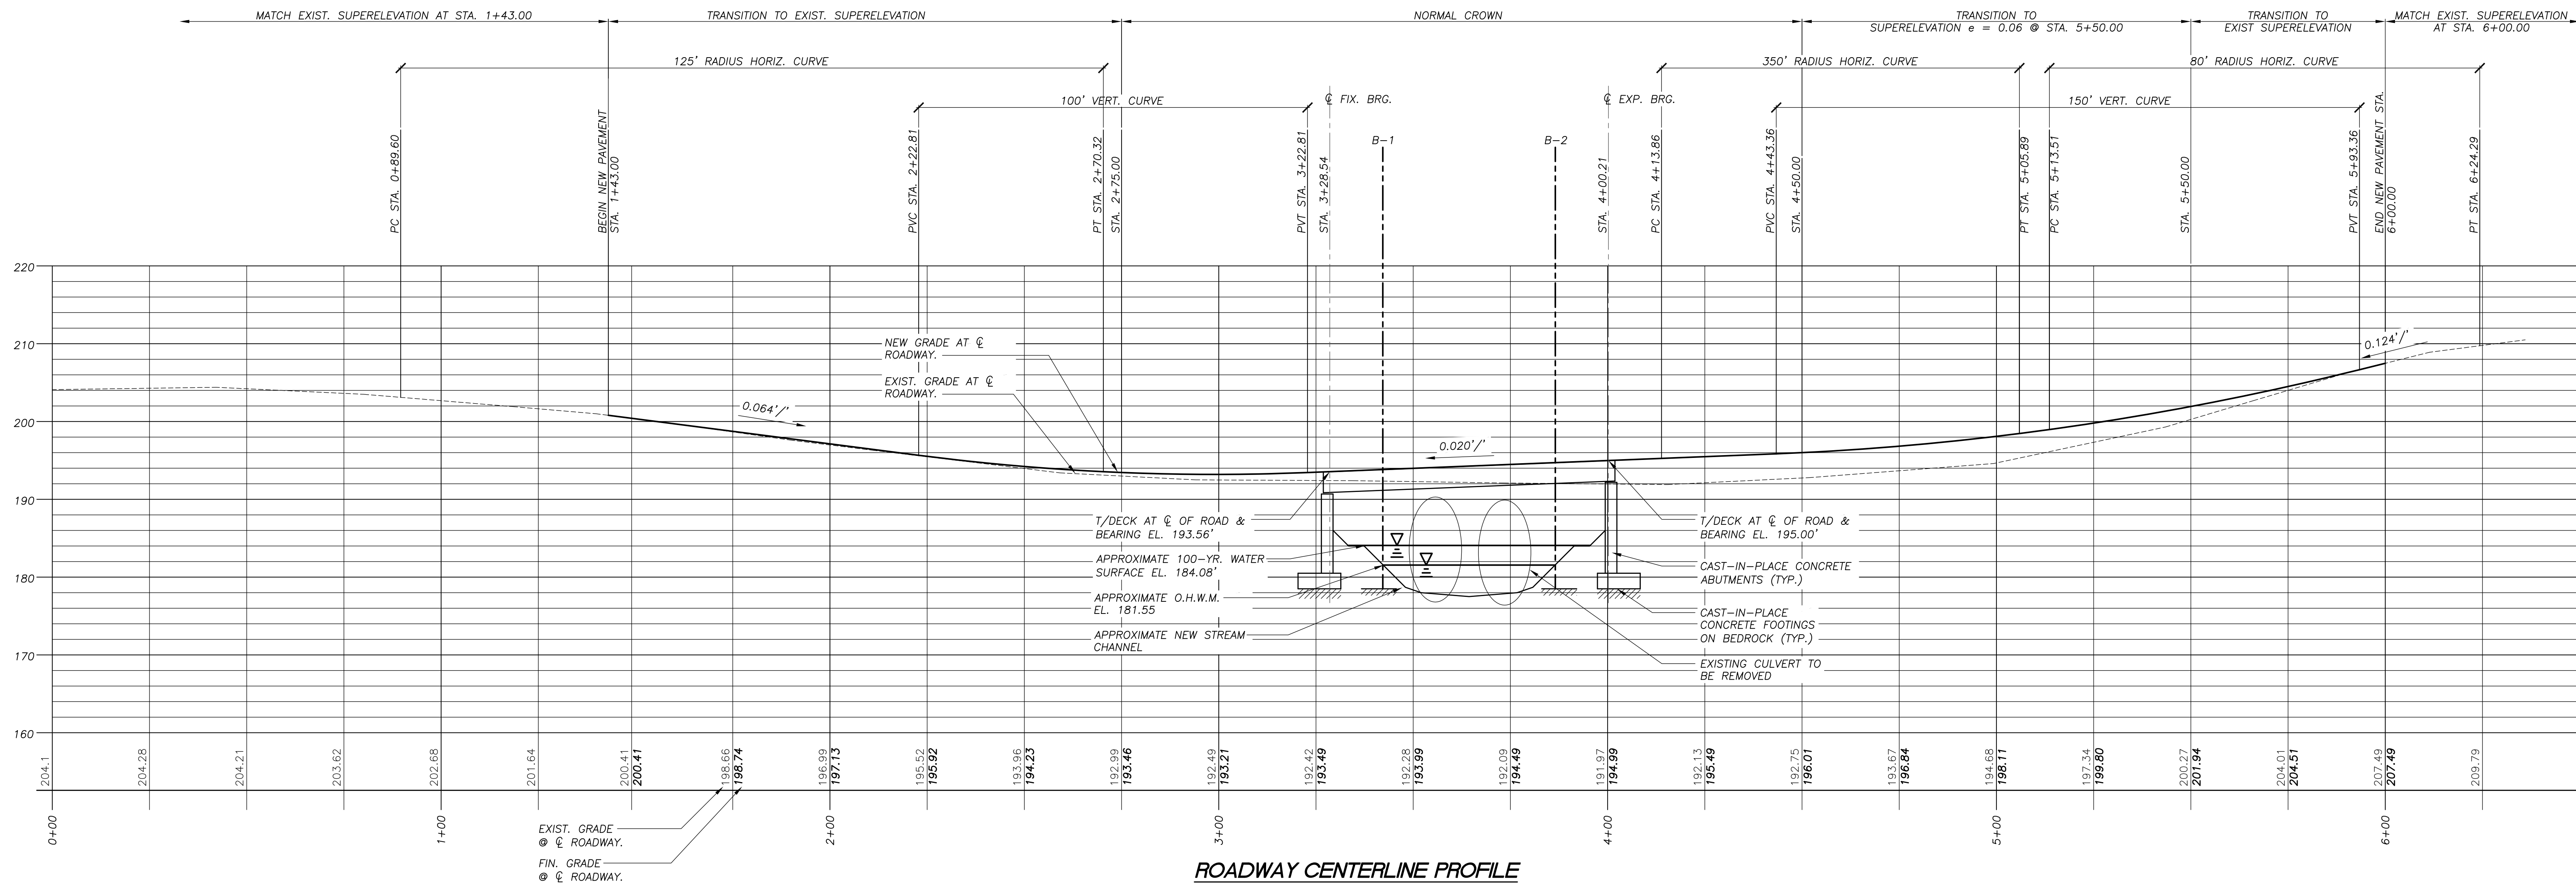 MATCH EXIST. SUPERELEVATION AT STA. 1+43.00
TRANSITION TO EXIST. SUPERELEVATION
NORMAL CROWN
TRANSITION TO
SUPERELEVATION e = 0.06 @ STA. 5+50.00
TRANSITION TO
EXIST SUPERELEVATION
MATCH EXIST. SUPERELEVATION
AT STA. 6+00.00
125' RADIUS HORIZ. CURVE
350' RADIUS HORIZ. CURVE
80' RADIUS HORIZ. CURVE
100' VERT. CURVE
℄ FIX. BRG.
℄ EXP. BRG.
150' VERT. CURVE
B-1
B-2
PC STA. 0+89.60
BEGIN NEW PAVEMENT
STA. 1+43.00
PVC STA. 2+22.81
PT STA. 2+70.32
STA. 2+75.00
PVT STA. 3+22.81
STA. 3+28.54
STA. 4+00.21
PC STA. 4+13.86
PVC STA. 4+43.36
STA. 4+50.00
PT STA. 5+05.89
PC STA. 5+13.51
STA. 5+50.00
PVT STA. 5+93.36
END NEW PAVEMENT STA.
6+00.00
PT STA. 6+24.29
220
210
200
190
180
170
160
NEW GRADE AT ℄
ROADWAY.
EXIST. GRADE AT ℄
ROADWAY.
0.064'/'
0.020'/'
0.124'/'
T/DECK AT ℄ OF ROAD &
BEARING EL. 193.56'
APPROXIMATE 100-YR. WATER
SURFACE EL. 184.08'
APPROXIMATE O.H.W.M.
EL. 181.55
APPROXIMATE NEW STREAM
CHANNEL
T/DECK AT ℄ OF ROAD &
BEARING EL. 195.00'
CAST-IN-PLACE CONCRETE
ABUTMENTS (TYP.)
CAST-IN-PLACE
CONCRETE FOOTINGS
ON BEDROCK (TYP.)
EXISTING CULVERT TO
BE REMOVED
204.1
204.28
204.21
203.62
202.68
201.64
200.41
200.41
198.66
198.74
196.99
197.13
195.52
195.92
193.96
194.23
192.99
193.46
192.49
193.21
192.42
193.49
192.28
193.99
192.09
194.49
191.97
194.99
192.13
195.49
192.75
196.01
193.67
196.84
194.68
198.11
197.34
199.80
200.27
201.94
204.01
204.51
207.49
207.49
209.79
0+00
1+00
2+00
3+00
4+00
5+00
6+00
EXIST. GRADE
@ ℄ ROADWAY.
FIN. GRADE
@ ℄ ROADWAY.
ROADWAY CENTERLINE PROFILE